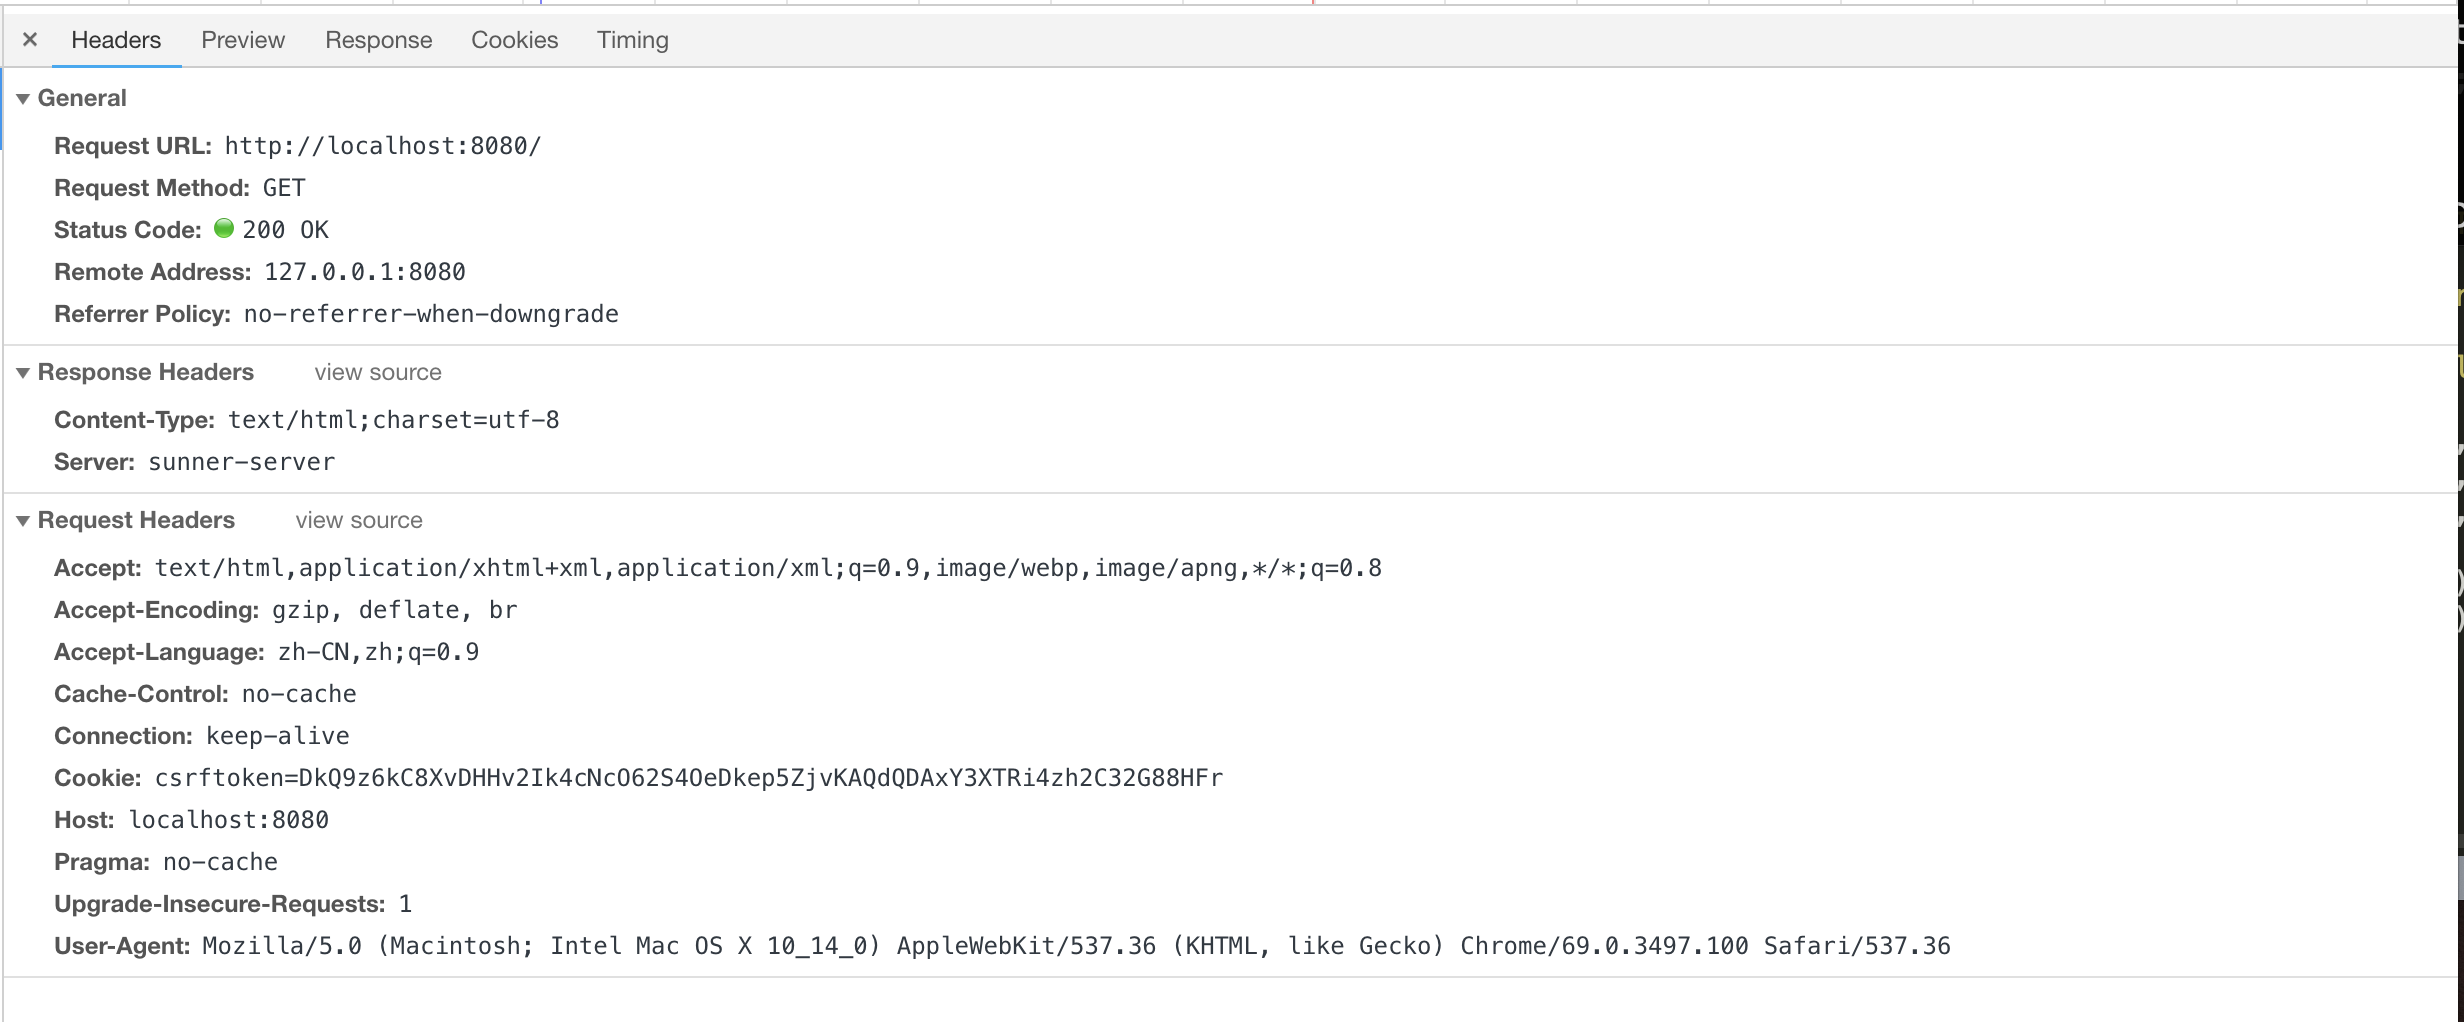 × Headers Preview Response Cookies Timing
▼ General
Request URL: http://localhost:8080/
Request Method: GET
Status Code: 200 OK
Remote Address: 127.0.0.1:8080
Referrer Policy: no-referrer-when-downgrade
▼ Response Headers view source
Content-Type: text/html;charset=utf-8
Server: sunner-server
▼ Request Headers view source
Accept: text/html,application/xhtml+xml,application/xml;q=0.9,image/webp,image/apng,*/*;q=0.8
Accept-Encoding: gzip, deflate, br
Accept-Language: zh-CN,zh;q=0.9
Cache-Control: no-cache
Connection: keep-alive
Cookie: csrftoken=DkQ9z6kC8XvDHHv2Ik4cNcO62S4OeDkep5ZjvKAQdQDAxY3XTRi4zh2C32G88HFr
Host: localhost:8080
Pragma: no-cache
Upgrade-Insecure-Requests: 1
User-Agent: Mozilla/5.0 (Macintosh; Intel Mac OS X 10_14_0) AppleWebKit/537.36 (KHTML, like Gecko) Chrome/69.0.3497.100 Safari/537.36